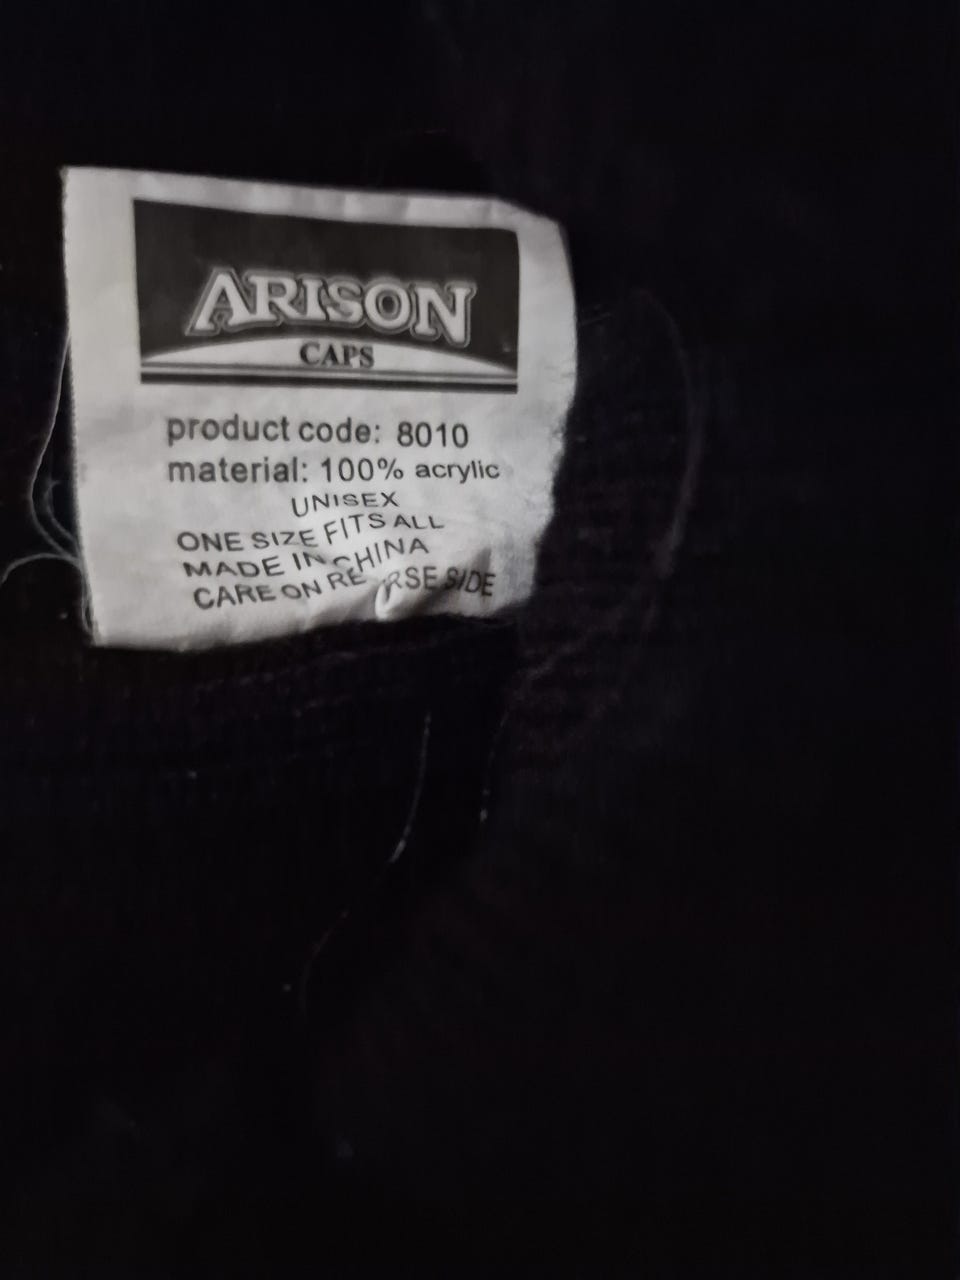 ARISON
CAPS
product code: 8010
material: 100% acrylic
UNISEX
ONE SIZE FITS ALL
MADE IN CHINA
CARE ON REVERSE SIDE